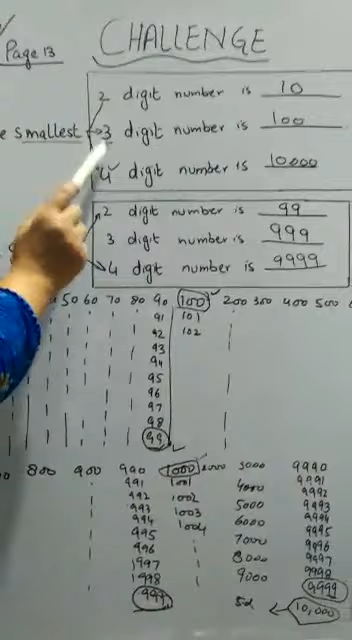 Page 13
CHALLENGE
2 digit number is 10
e smallest 3 digit number is 100
4 digit number is 10000
2 digit number is 99
3 digit number is 999
4 digit number is 9999
50 60 70 80 90 100 200 300 400 500
91 101
92 102
93
94
95
96
97
98
99
800 900 990 1000 2000 3000 9990
991 1001 4000 9991
992 1002 5000 9992
993 1003 6000 9993
994 1004 7000 9994
995 8000 9995
996 9000 9996
1997 9997
1998 9998
999 9999
5d 10,000